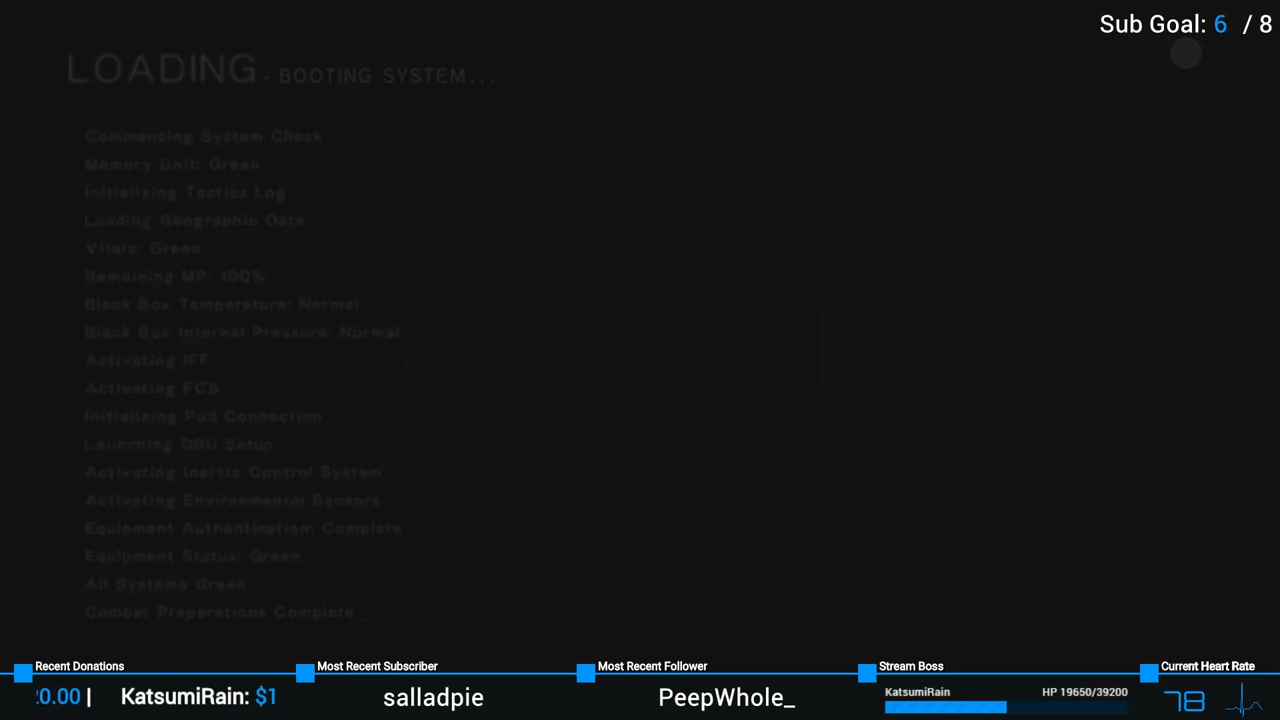 Sub Goal: 6 / 8
LOADING - BOOTING SYSTEM...
Commencing System Check
Memory Unit: Green
Initializing Tactics Log
Loading Geographic Data
Vitals: Green
Remaining MP: 100%
Black Box Temperature: Normal
Black Box Internal Pressure: Normal
Activating IFF
Activating FCS
Initializing Pod Connection
Launching DBU Setup
Activating Inertia Control System
Activating Environmental Sensors
Equipment Authentication: Complete
Equipment Status: Green
All Systems Green
Combat Preparations Complete_
Recent Donations
0.00 | KatsumiRain: $1
Most Recent Subscriber
salladpie
Most Recent Follower
PeepWhole_
Stream Boss
KatsumiRain HP 19650/39200
Current Heart Rate
78